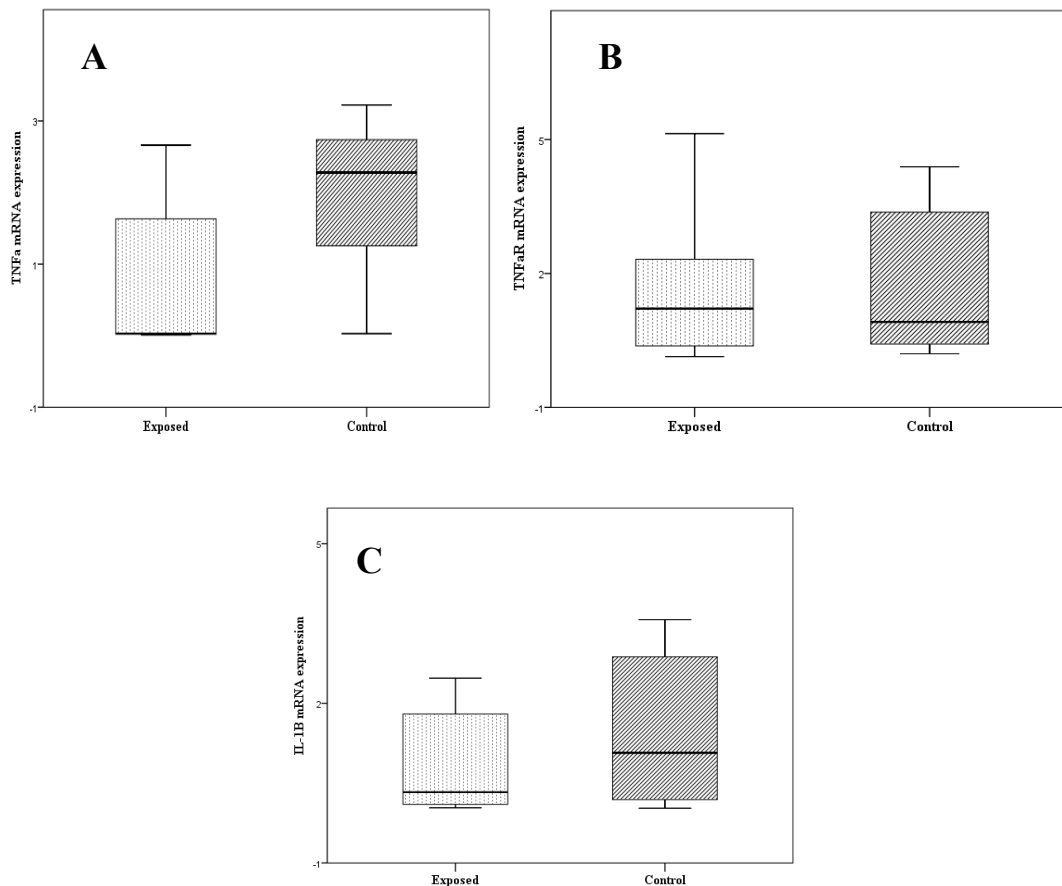 A
TNFa mRNA expression
3
1
-1
Exposed Control
B
TNFaR mRNA expression
5
2
-1
Exposed Control
C
IL-1B mRNA expression
5
2
-1
Exposed Control